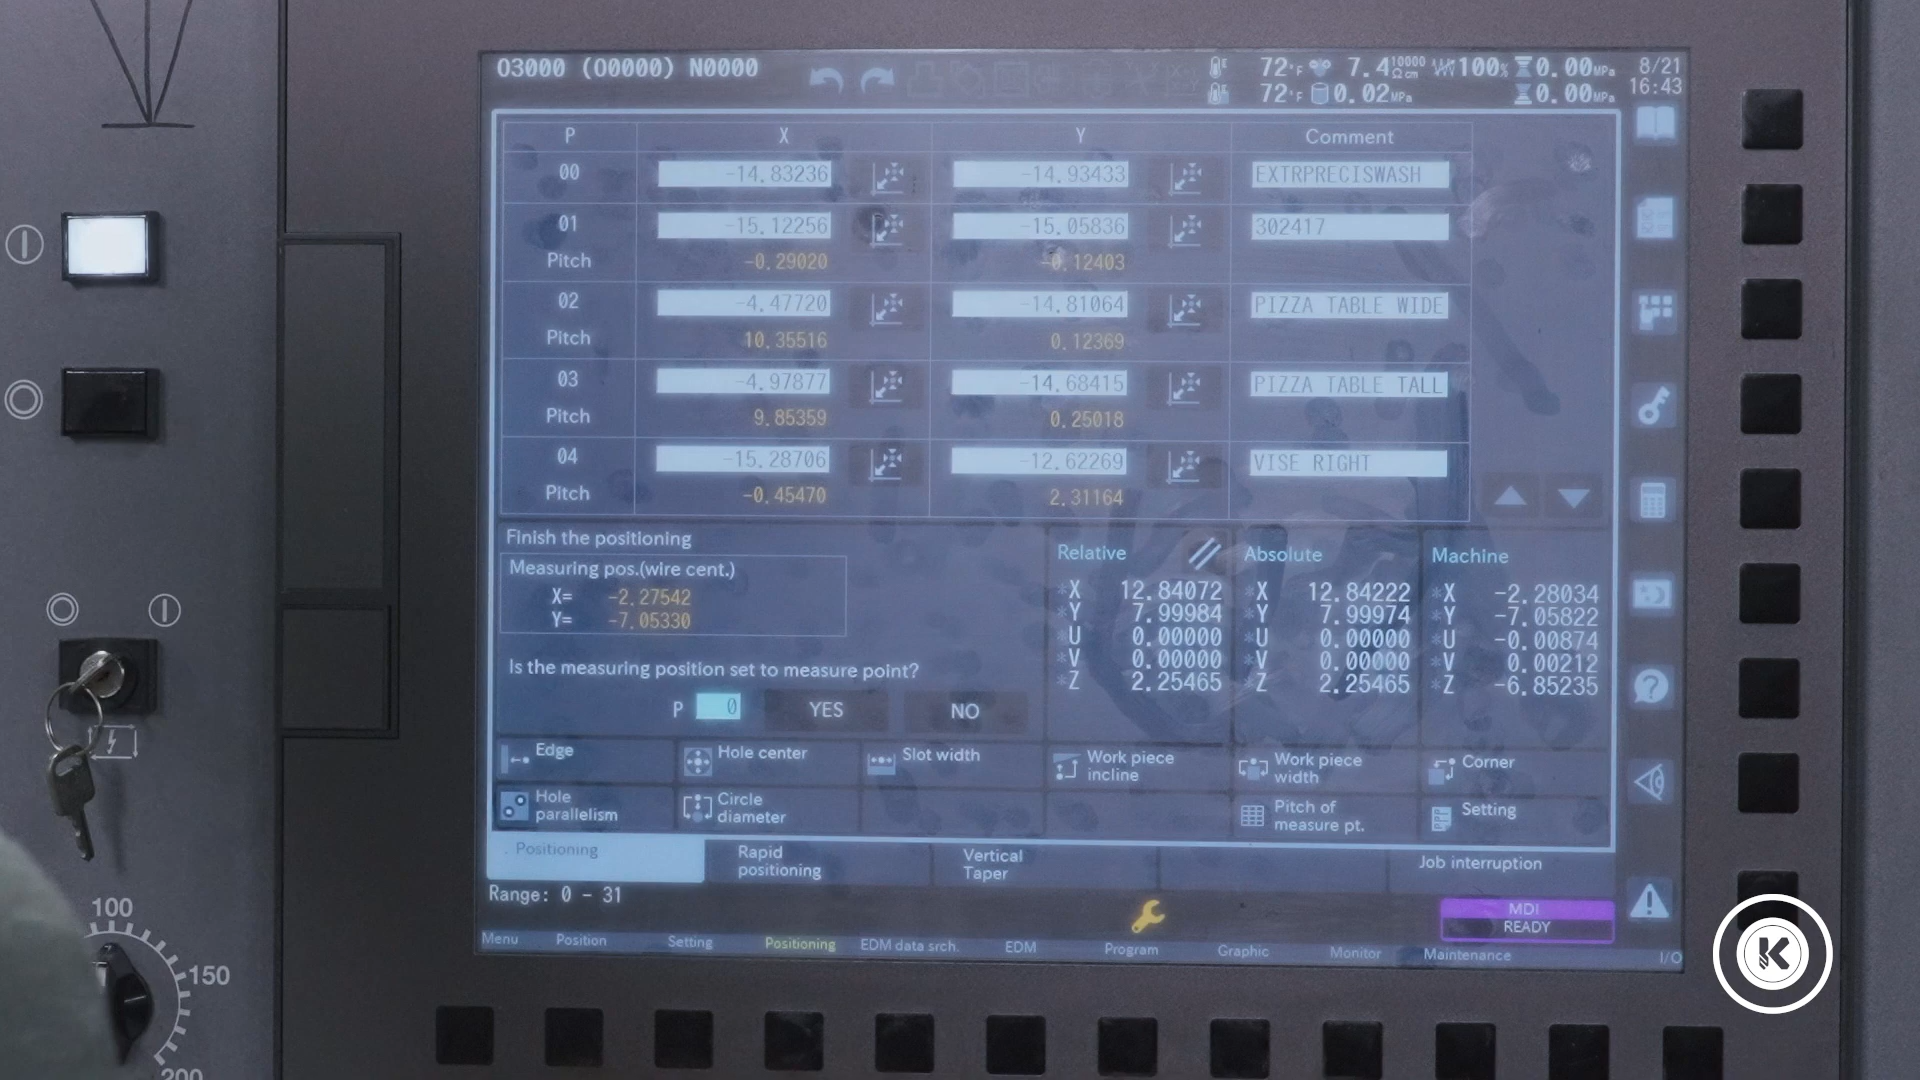 O3000 (O0000) N0000
72°F 7.4 10000 Ωcm 100% 0.00 MPa 8/21
72°F 0.02 MPa 0.00 MPa 16:43
P X Y Comment
00 -14.83236 -14.93433 EXTRPRECISWASH
01 -15.12256 -15.05836 302417
Pitch -0.29020 -0.12403
02 -4.47720 -14.81064 PIZZA TABLE WIDE
Pitch 10.35516 0.12369
03 -4.97877 -14.68415 PIZZA TABLE TALL
Pitch 9.85359 0.25018
04 -15.28706 -12.62269 VISE RIGHT
Pitch -0.45470 2.31164
Finish the positioning
Measuring pos.(wire cent.)
X= -2.27542
Y= -7.05330
Is the measuring position set to measure point?
P 0 YES NO
Relative Absolute Machine
*X 12.84072 *X 12.84222 *X -2.28034
*Y 7.99984 *Y 7.99974 *Y -7.05822
*U 0.00000 *U 0.00000 *U -0.00874
*V 0.00000 *V 0.00000 *V 0.00212
*Z 2.25465 *Z 2.25465 *Z -6.85235
Edge
Hole center
Slot width
Work piece
incline
Work piece
width
Corner
Hole
parallelism
Circle
diameter
Pitch of
measure pt.
Setting
Positioning
Rapid
positioning
Vertical
Taper
Job interruption
Range: 0 - 31
MDI
READY
Menu Position Setting Positioning EDM data srch. EDM Program Graphic Monitor Maintenance I/O
100
150
200
K